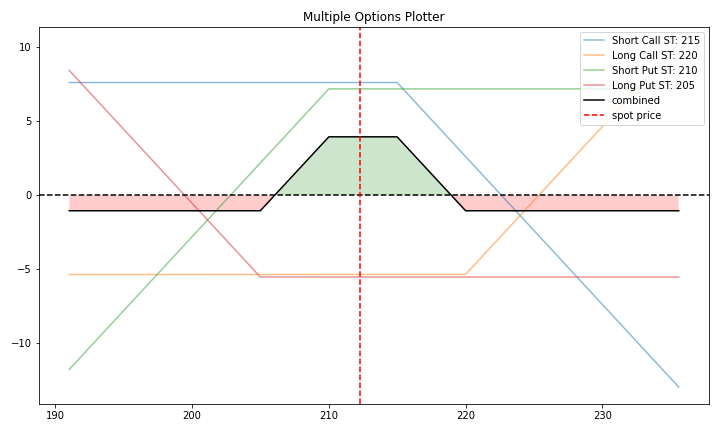 Multiple Options Plotter
Short Call ST: 215
Long Call ST: 220
Short Put ST: 210
Long Put ST: 205
combined
spot price
10
5
0
−5
−10
190
200
210
220
230